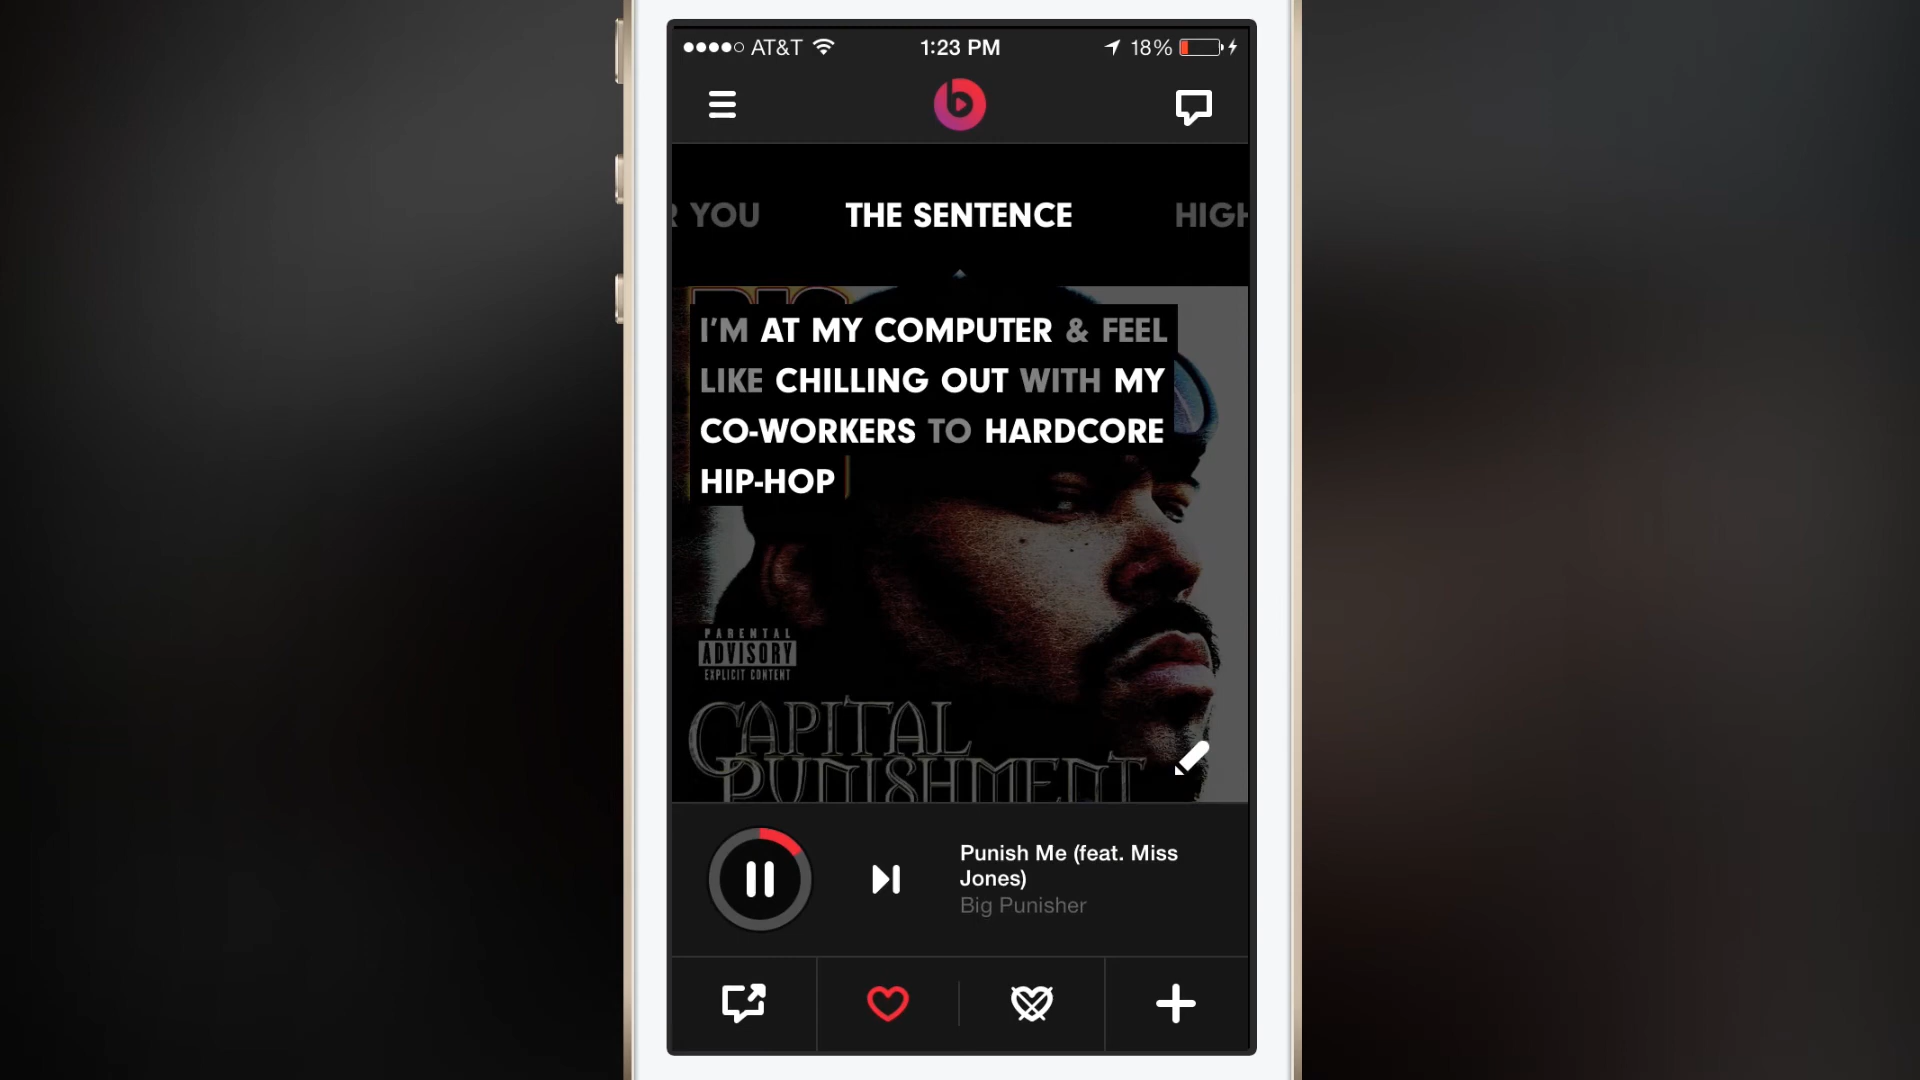 AT&T
1:23 PM
18%
R YOU
THE SENTENCE
HIGH
I'M AT MY COMPUTER & FEEL
LIKE CHILLING OUT WITH MY
CO-WORKERS TO HARDCORE
HIP-HOP
PARENTAL
ADVISORY
EXPLICIT CONTENT
CAPITAL
PUNISHMENT
Punish Me (feat. Miss
Jones)
Big Punisher